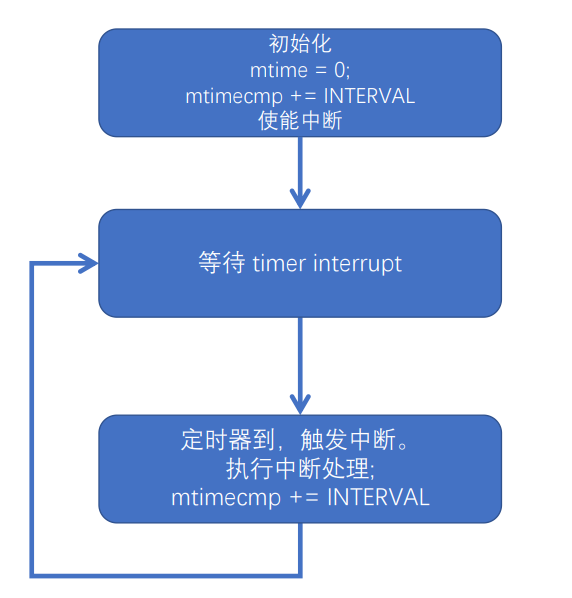 初始化
mtime = 0;
mtimecmp += INTERVAL
使能中断
等待 timer interrupt
定时器到，触发中断。
执行中断处理;
mtimecmp += INTERVAL